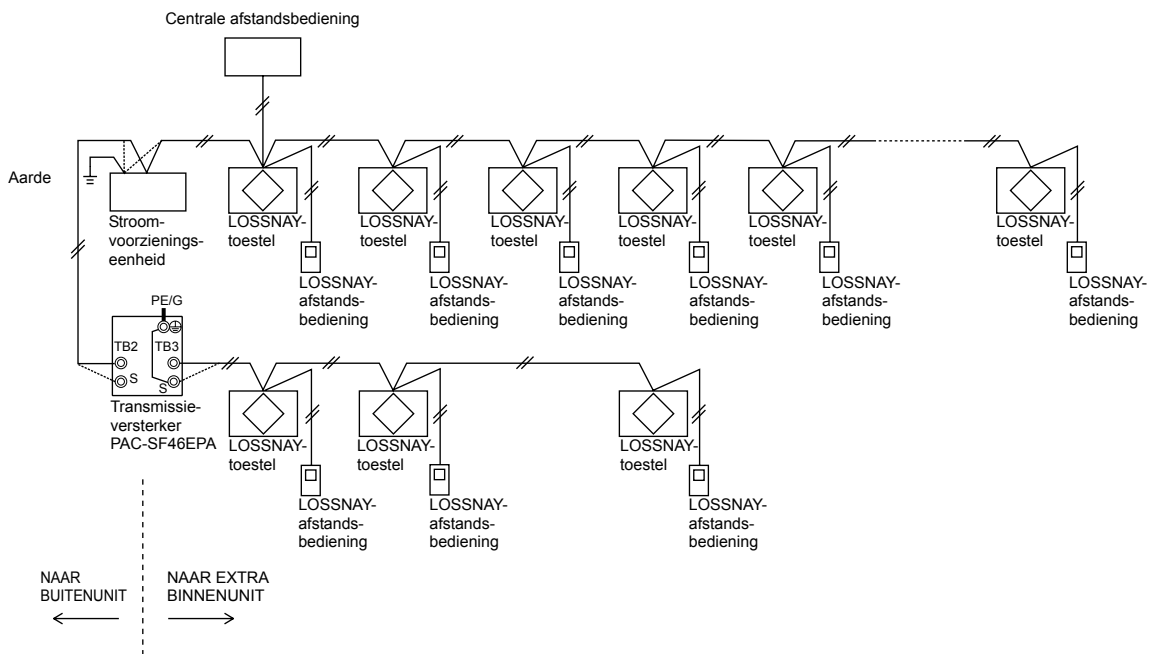 Centrale afstandsbediening
Aarde
Stroom-
voorzienings-
eenheid
LOSSNAY-
toestel
LOSSNAY-
toestel
LOSSNAY-
toestel
LOSSNAY-
toestel
LOSSNAY-
toestel
LOSSNAY-
toestel
LOSSNAY-
afstands-
bediening
LOSSNAY-
afstands-
bediening
LOSSNAY-
afstands-
bediening
LOSSNAY-
afstands-
bediening
LOSSNAY-
afstands-
bediening
LOSSNAY-
afstands-
bediening
PE/G
TB2 TB3
S S
Transmissie-
versterker
PAC-SF46EPA
LOSSNAY-
toestel
LOSSNAY-
toestel
LOSSNAY-
toestel
LOSSNAY-
afstands-
bediening
LOSSNAY-
afstands-
bediening
LOSSNAY-
afstands-
bediening
NAAR
BUITENUNIT
NAAR EXTRA
BINNENUNIT